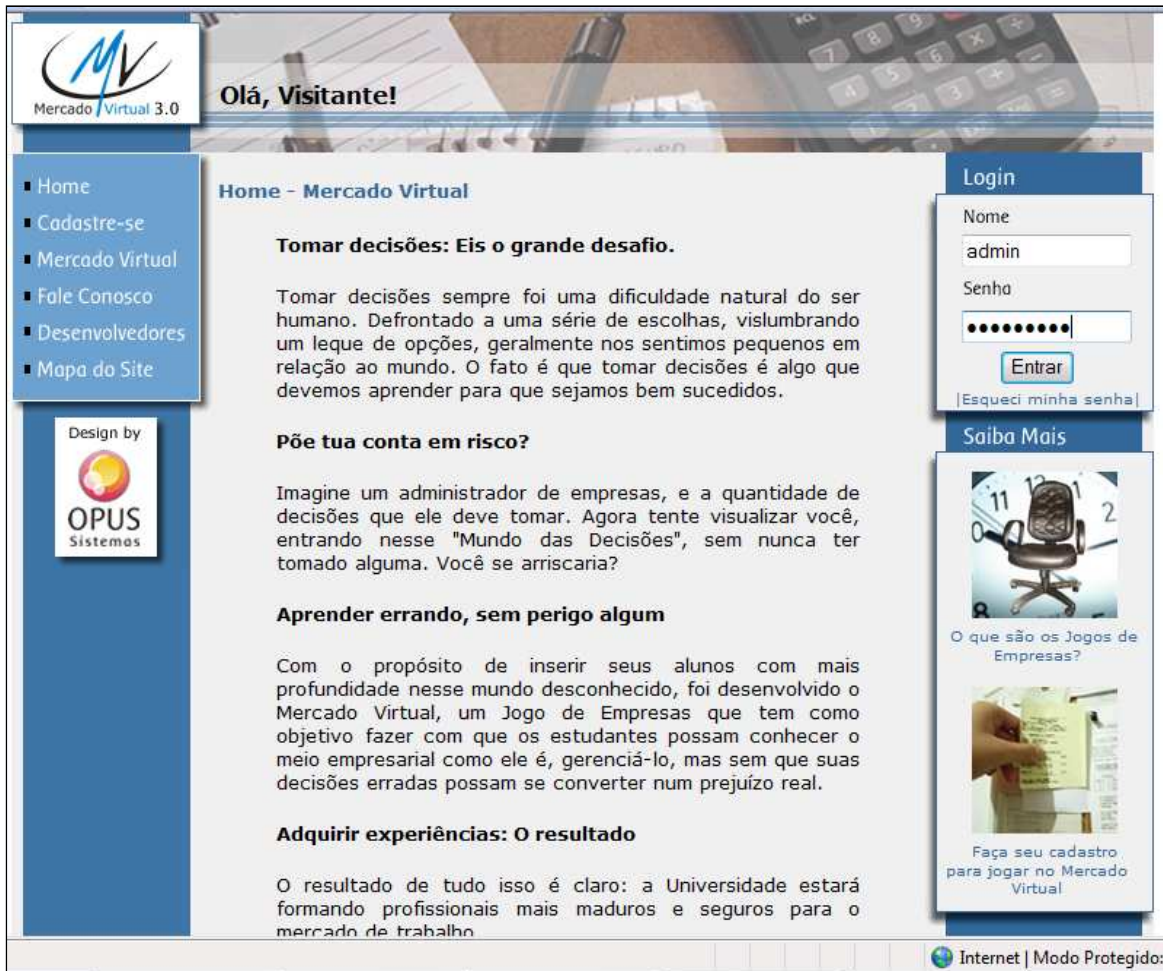 MV
Mercado Virtual 3.0
Olá, Visitante!
Home
Cadastre-se
Mercado Virtual
Fale Conosco
Desenvolvedores
Mapa do Site
Design by
OPUS
Sistemas
Home - Mercado Virtual
Tomar decisões: Eis o grande desafio.
Tomar decisões sempre foi uma dificuldade natural do ser
humano. Defrontado a uma série de escolhas, vislumbrando
um leque de opções, geralmente nos sentimos pequenos em
relação ao mundo. O fato é que tomar decisões é algo que
devemos aprender para que sejamos bem sucedidos.
Põe tua conta em risco?
Imagine um administrador de empresas, e a quantidade de
decisões que ele deve tomar. Agora tente visualizar você,
entrando nesse "Mundo das Decisões", sem nunca ter
tomado alguma. Você se arriscaria?
Aprender errando, sem perigo algum
Com o propósito de inserir seus alunos com mais
profundidade nesse mundo desconhecido, foi desenvolvido o
Mercado Virtual, um Jogo de Empresas que tem como
objetivo fazer com que os estudantes possam conhecer o
meio empresarial como ele é, gerenciá-lo, mas sem que suas
decisões erradas possam se converter num prejuízo real.
Adquirir experiências: O resultado
O resultado de tudo isso é claro: a Universidade estará
formando profissionais mais maduros e seguros para o
mercado de trabalho
Login
Nome
admin
Senha
●●●●●●●●●
Entrar
|Esqueci minha senha|
Saiba Mais
11 12 1
2
8
O que são os Jogos de
Empresas?
Faça seu cadastro
para jogar no Mercado
Virtual
Internet | Modo Protegido: